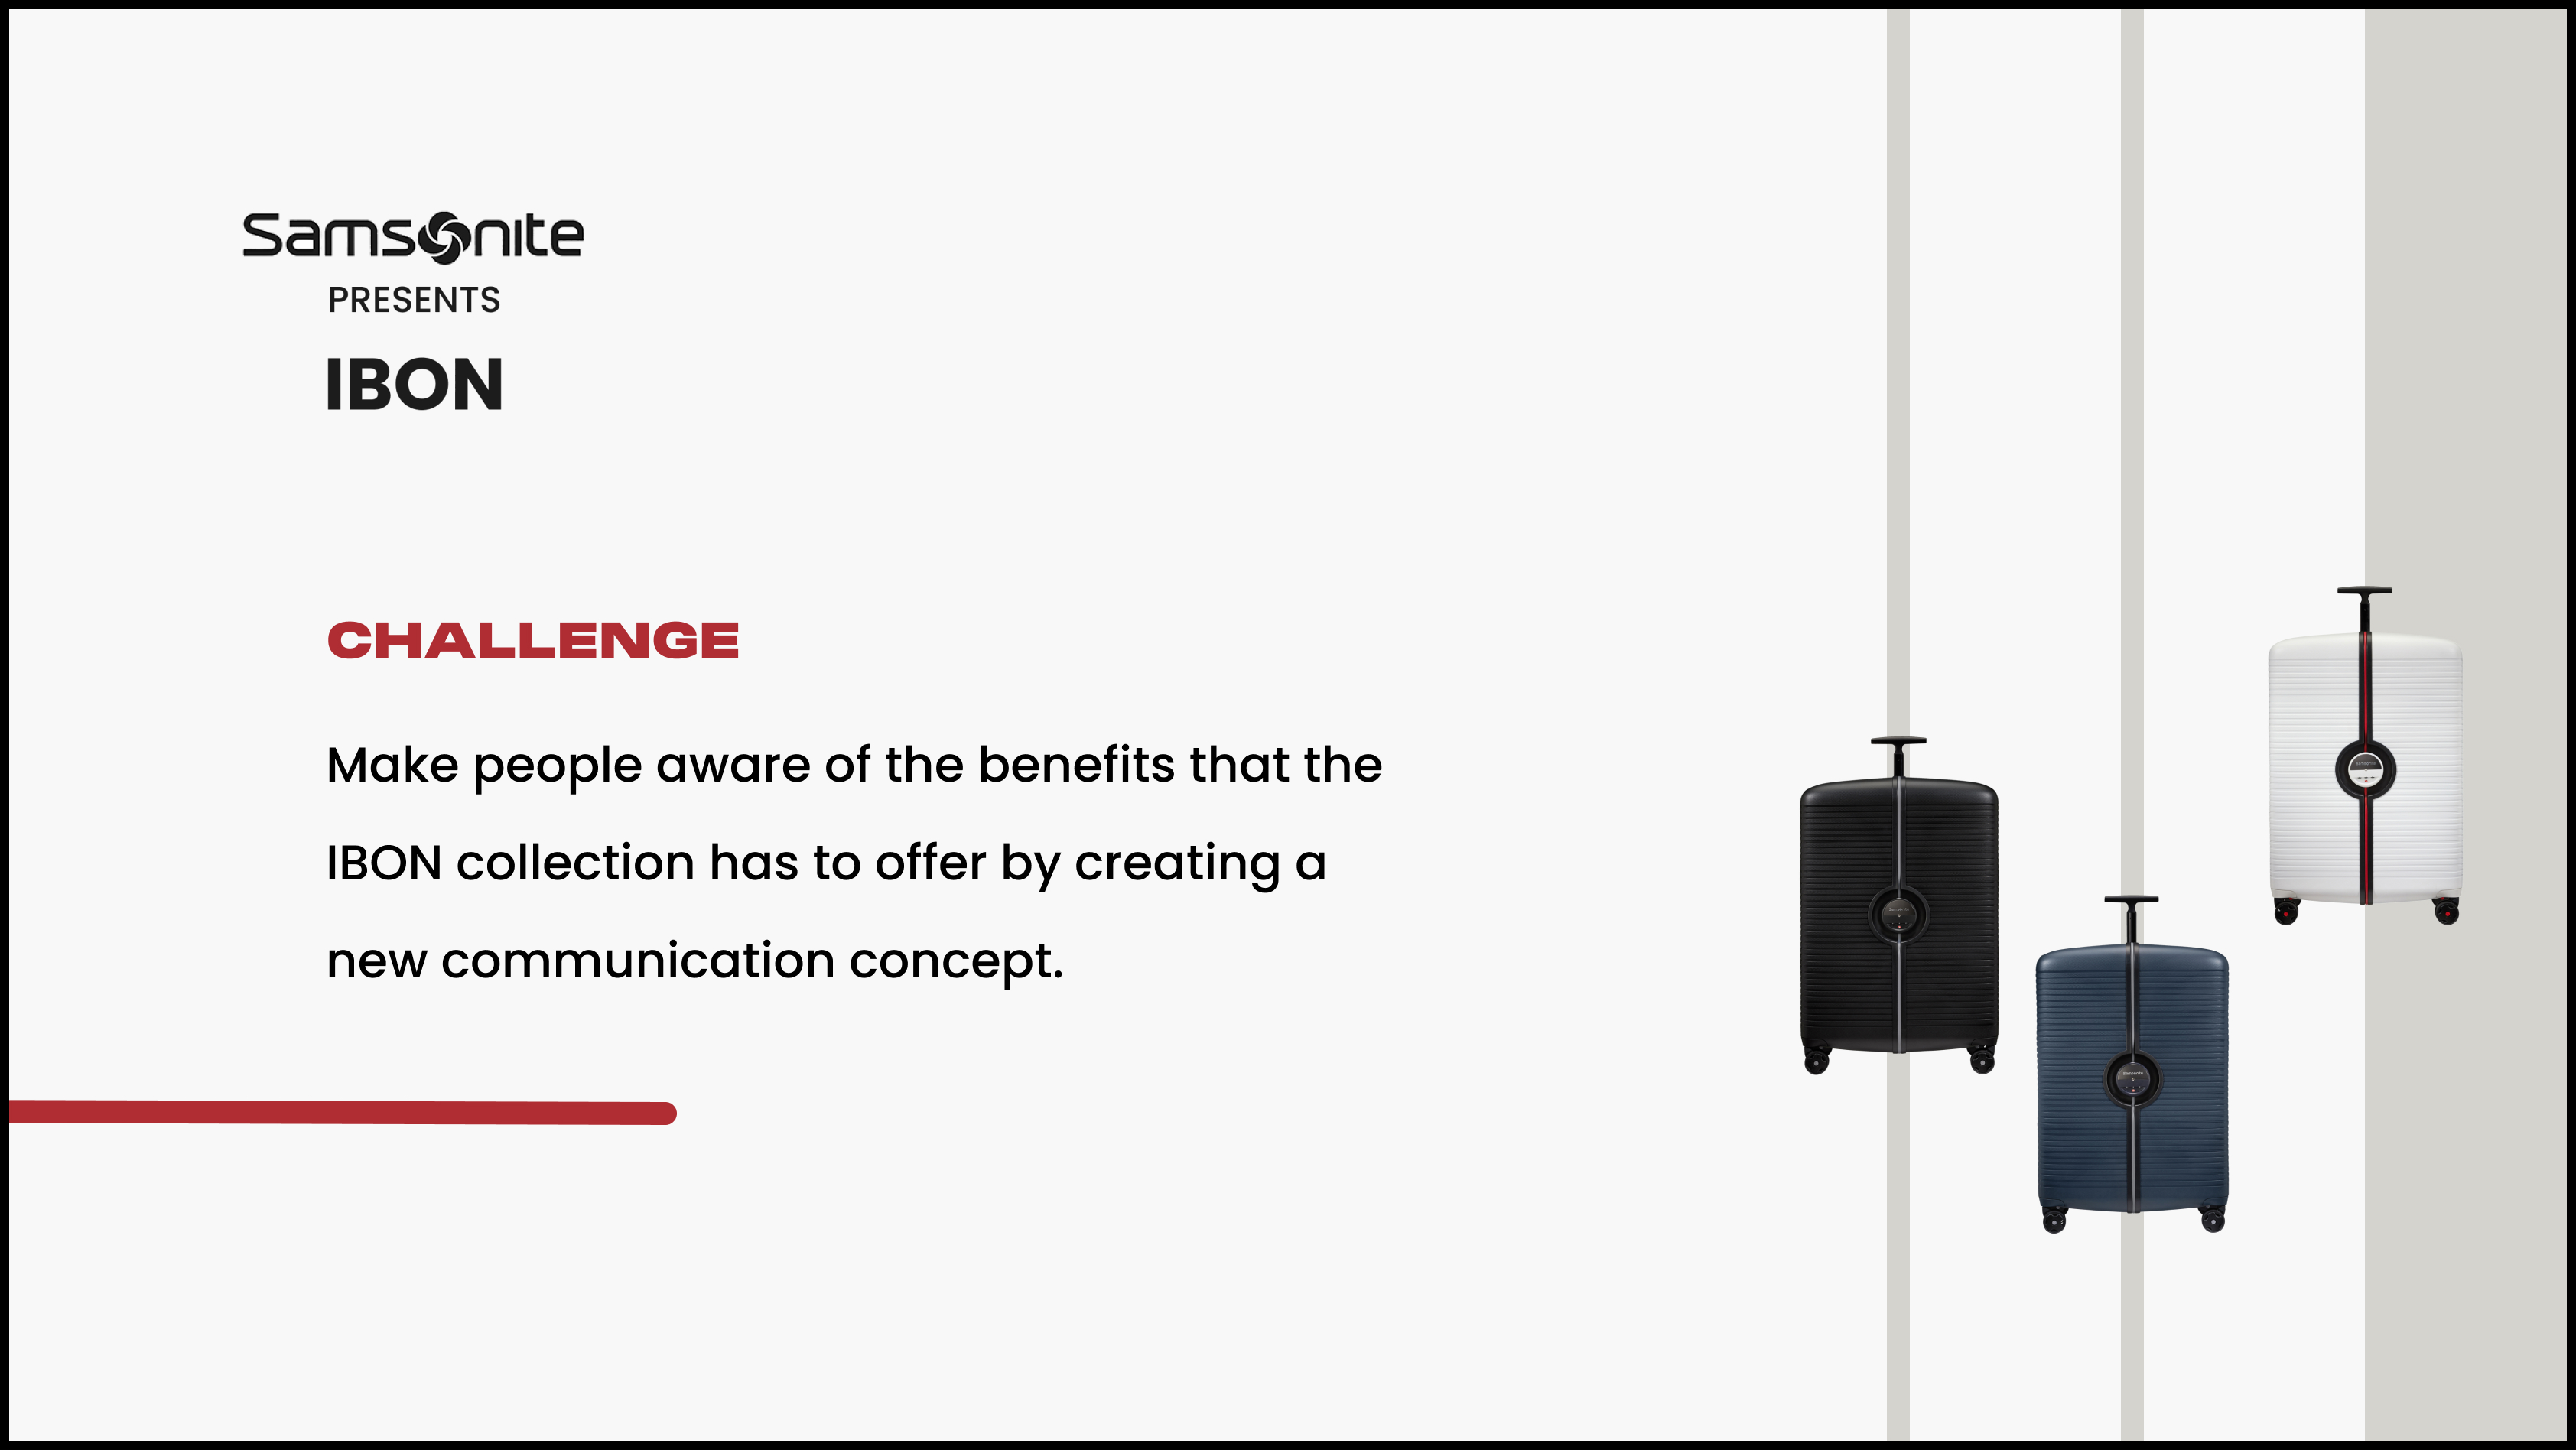 Samsonite
PRESENTS
IBON
CHALLENGE
Make people aware of the benefits that the
IBON collection has to offer by creating a
new communication concept.